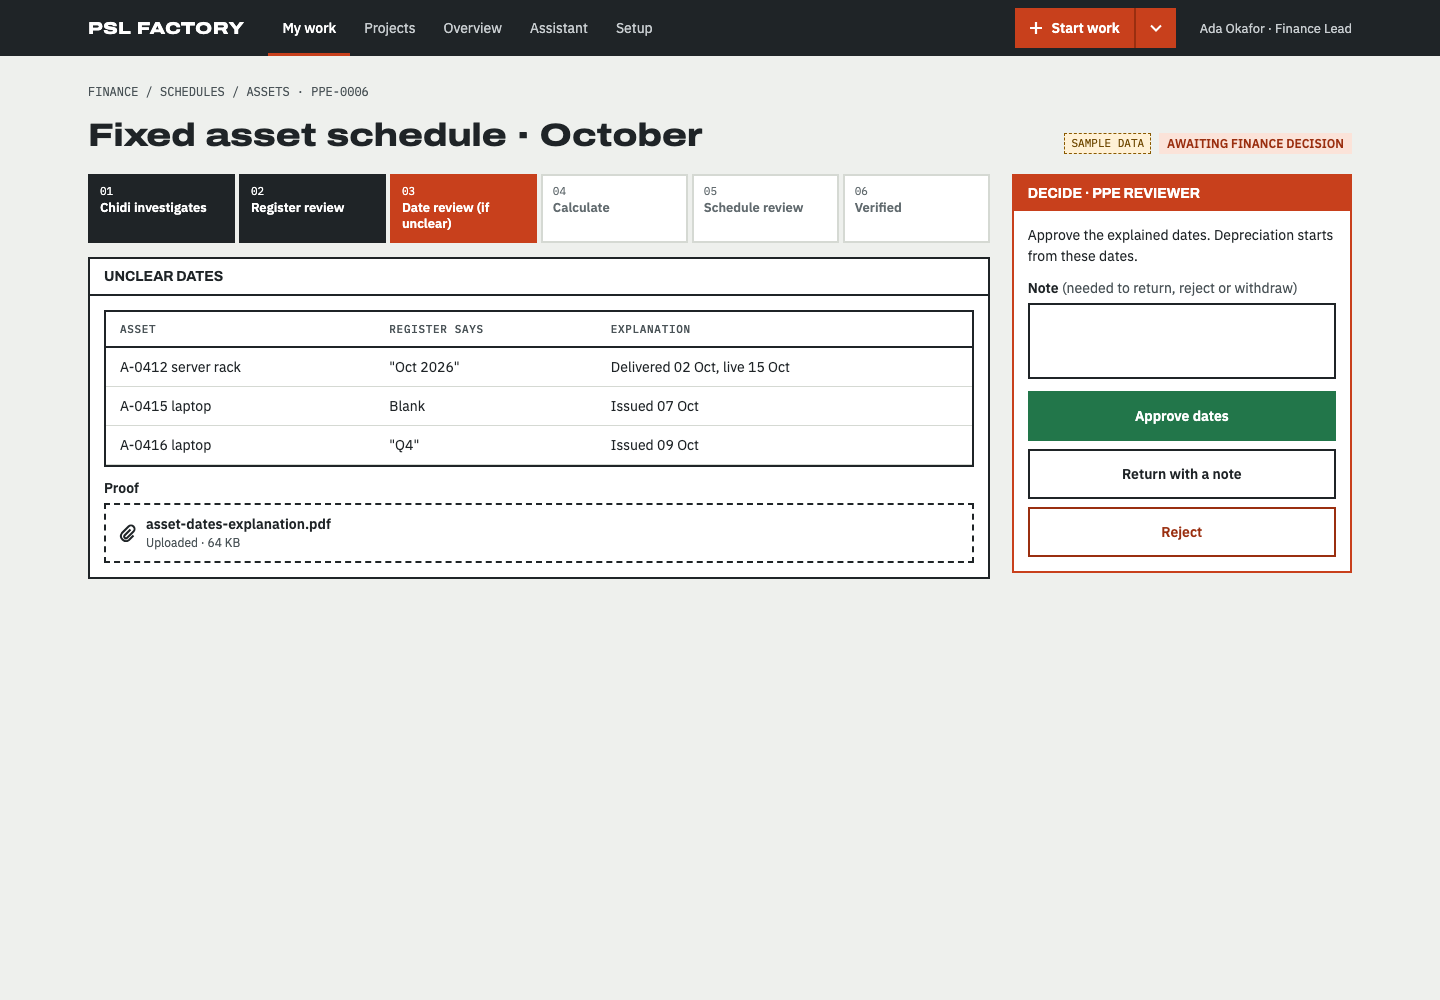 PSL FACTORY
My work
Projects
Overview
Assistant
Setup
Start work
Ada Okafor · Finance Lead
FINANCE / SCHEDULES / ASSETS · PPE-0006
Fixed asset schedule · October
SAMPLE DATA
AWAITING FINANCE DECISION
01
Chidi investigates
02
Register review
03
Date review (if
unclear)
04
Calculate
05
Schedule review
06
Verified
UNCLEAR DATES
ASSET REGISTER SAYS EXPLANATION
A-0412 server rack "Oct 2026" Delivered 02 Oct, live 15 Oct
A-0415 laptop Blank Issued 07 Oct
A-0416 laptop "Q4" Issued 09 Oct
Proof
asset-dates-explanation.pdf
Uploaded · 64 KB
DECIDE · PPE REVIEWER
Approve the explained dates. Depreciation starts
from these dates.
Note (needed to return, reject or withdraw)
Approve dates
Return with a note
Reject